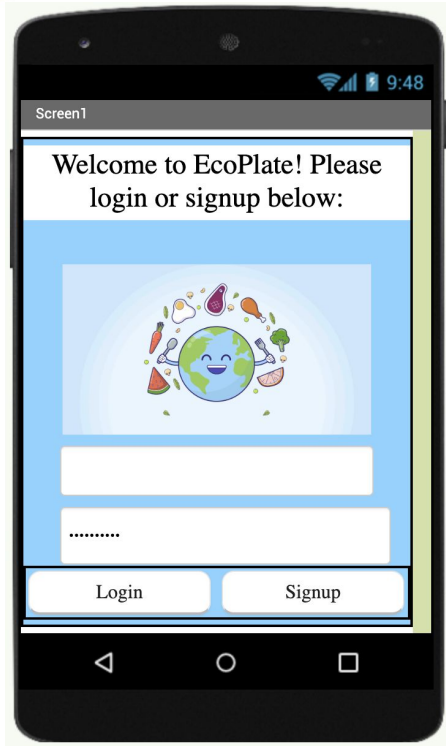 9:48
Screen1
Welcome to EcoPlate! Please
login or signup below:
••••••••••
Login
Signup